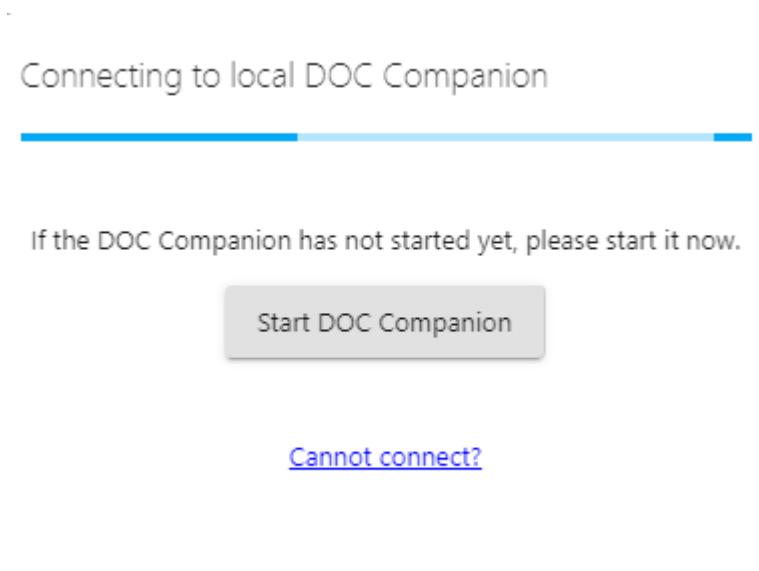 Connecting to local DOC Companion
If the DOC Companion has not started yet, please start it now.
Start DOC Companion
Cannot connect?